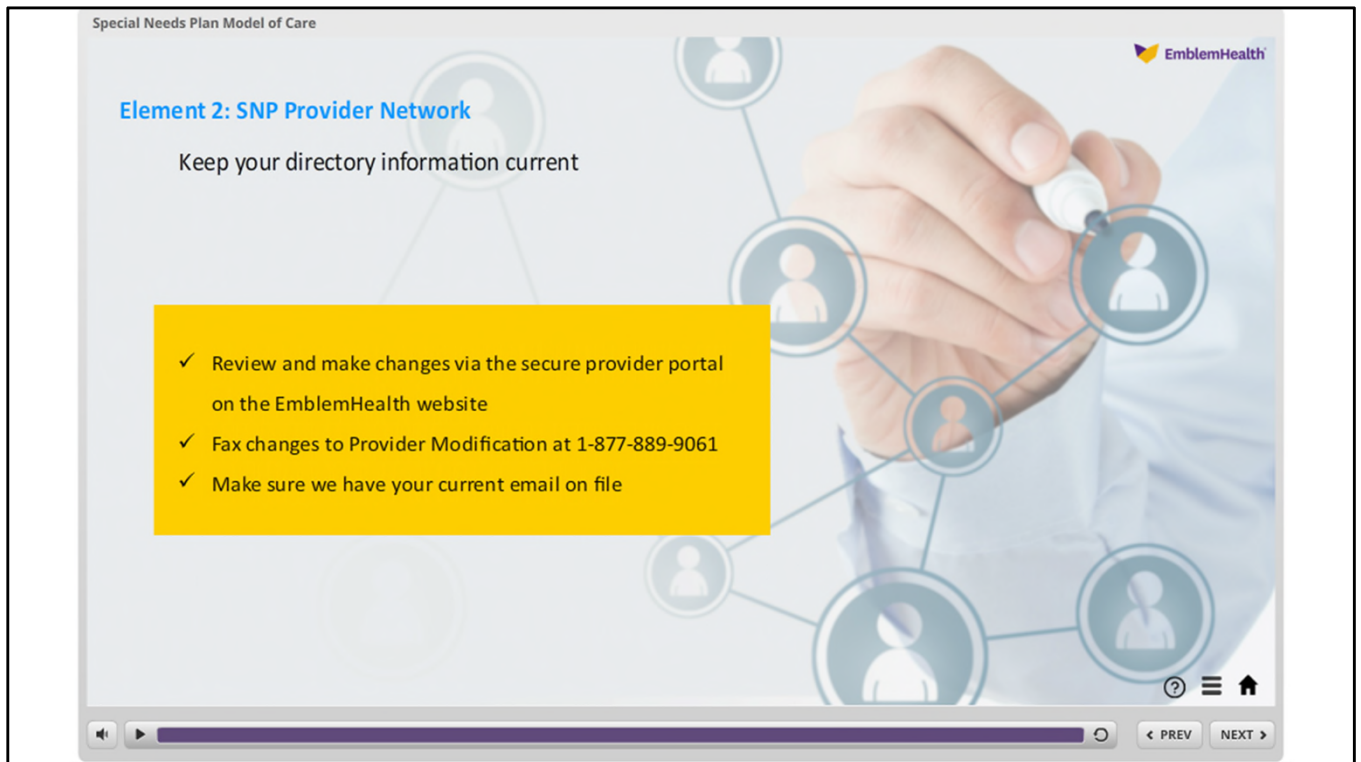 Special Needs Plan Model of Care
EmblemHealth
Element 2: SNP Provider Network
Keep your directory information current
✓ Review and make changes via the secure provider portal
on the EmblemHealth website
✓ Fax changes to Provider Modification at 1-877-889-9061
✓ Make sure we have your current email on file
?
< PREV
NEXT >